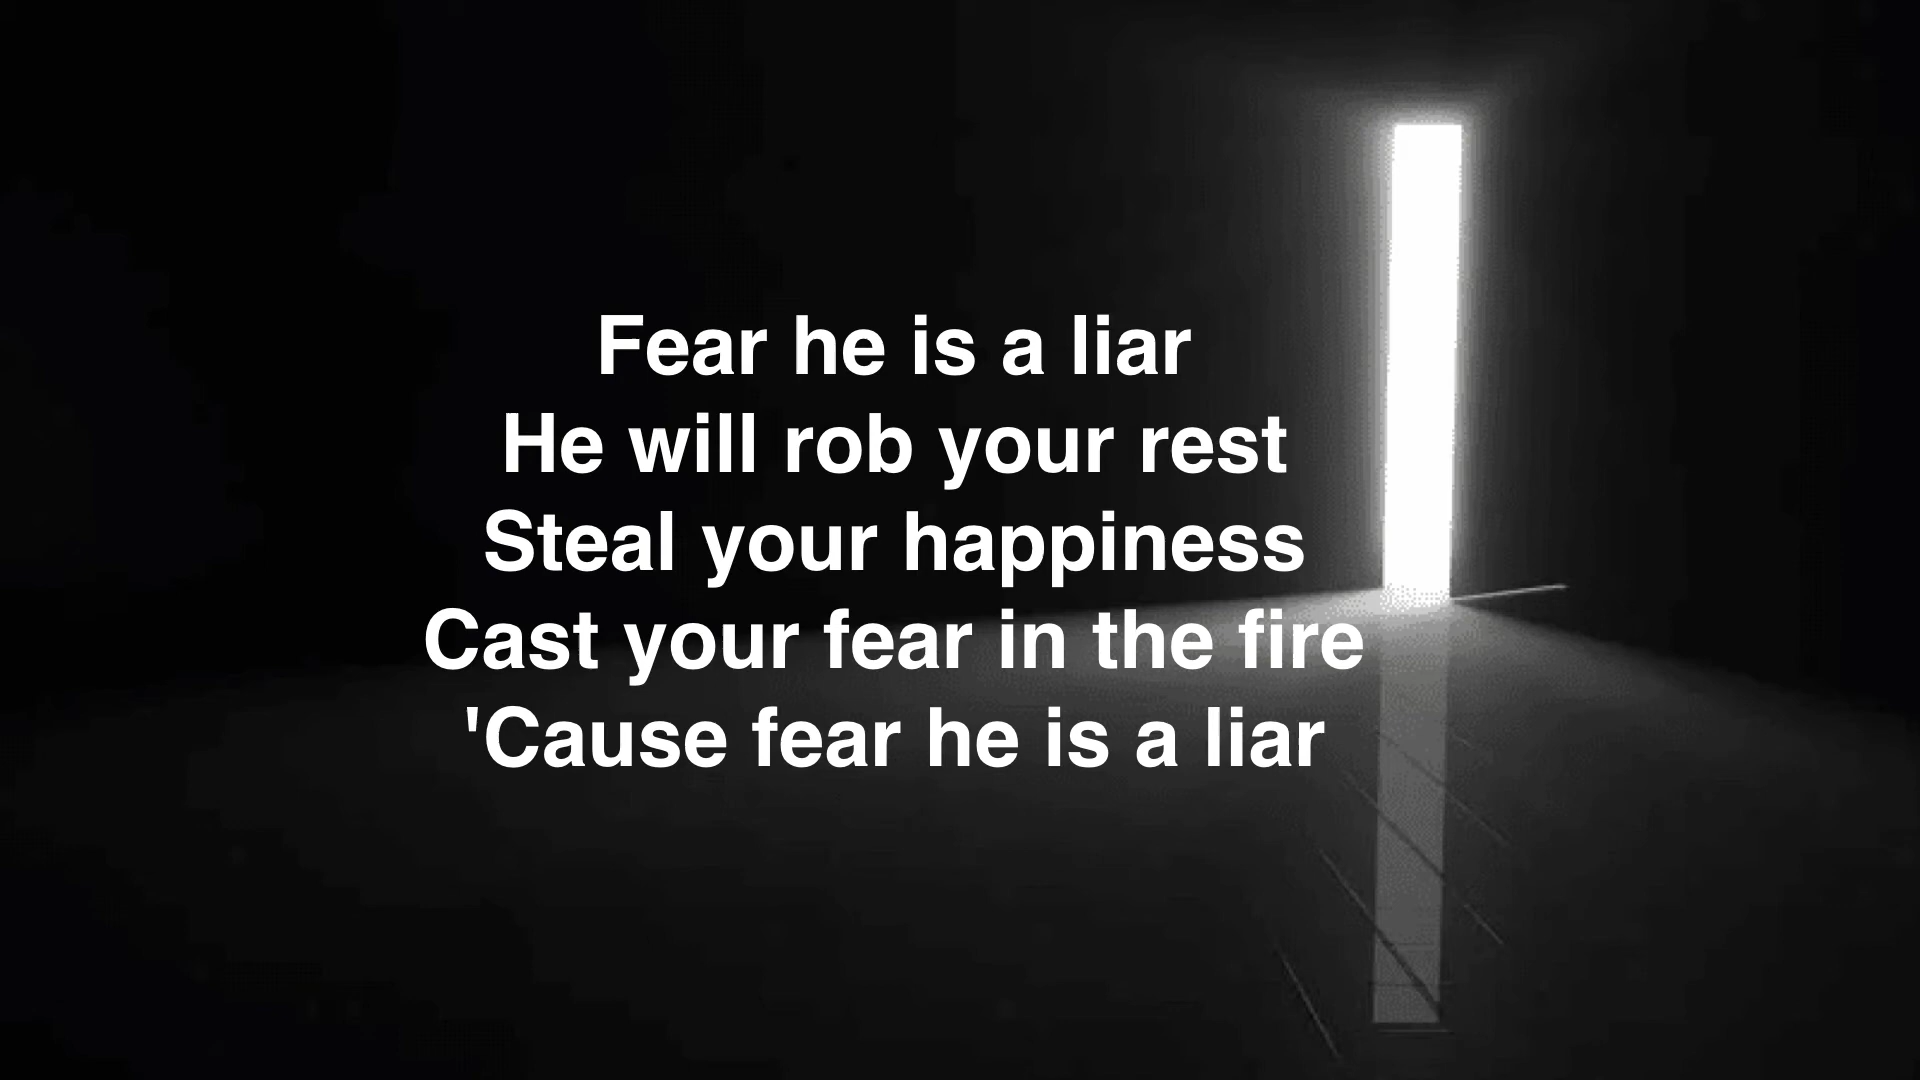 Fear he is a liar
He will rob your rest
Steal your happiness
Cast your fear in the fire
'Cause fear he is a liar